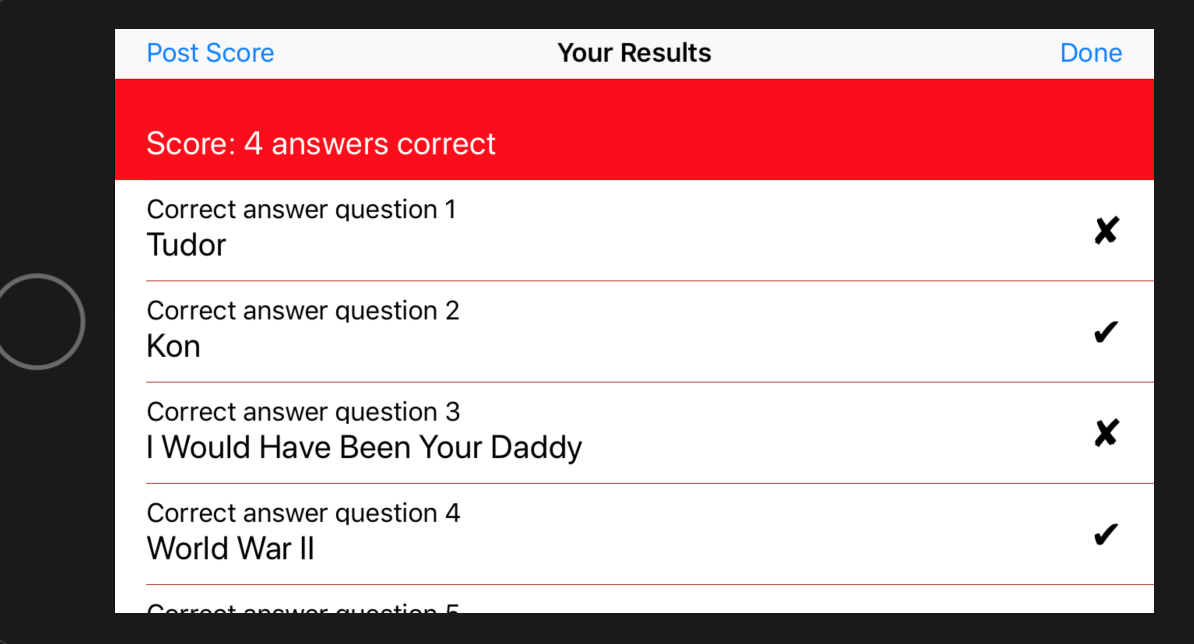 Post Score Your Results Done
Score: 4 answers correct
Correct answer question 1
Tudor
✘
Correct answer question 2
Kon
✔
Correct answer question 3
I Would Have Been Your Daddy
✘
Correct answer question 4
World War II
✔
Correct answer question 5